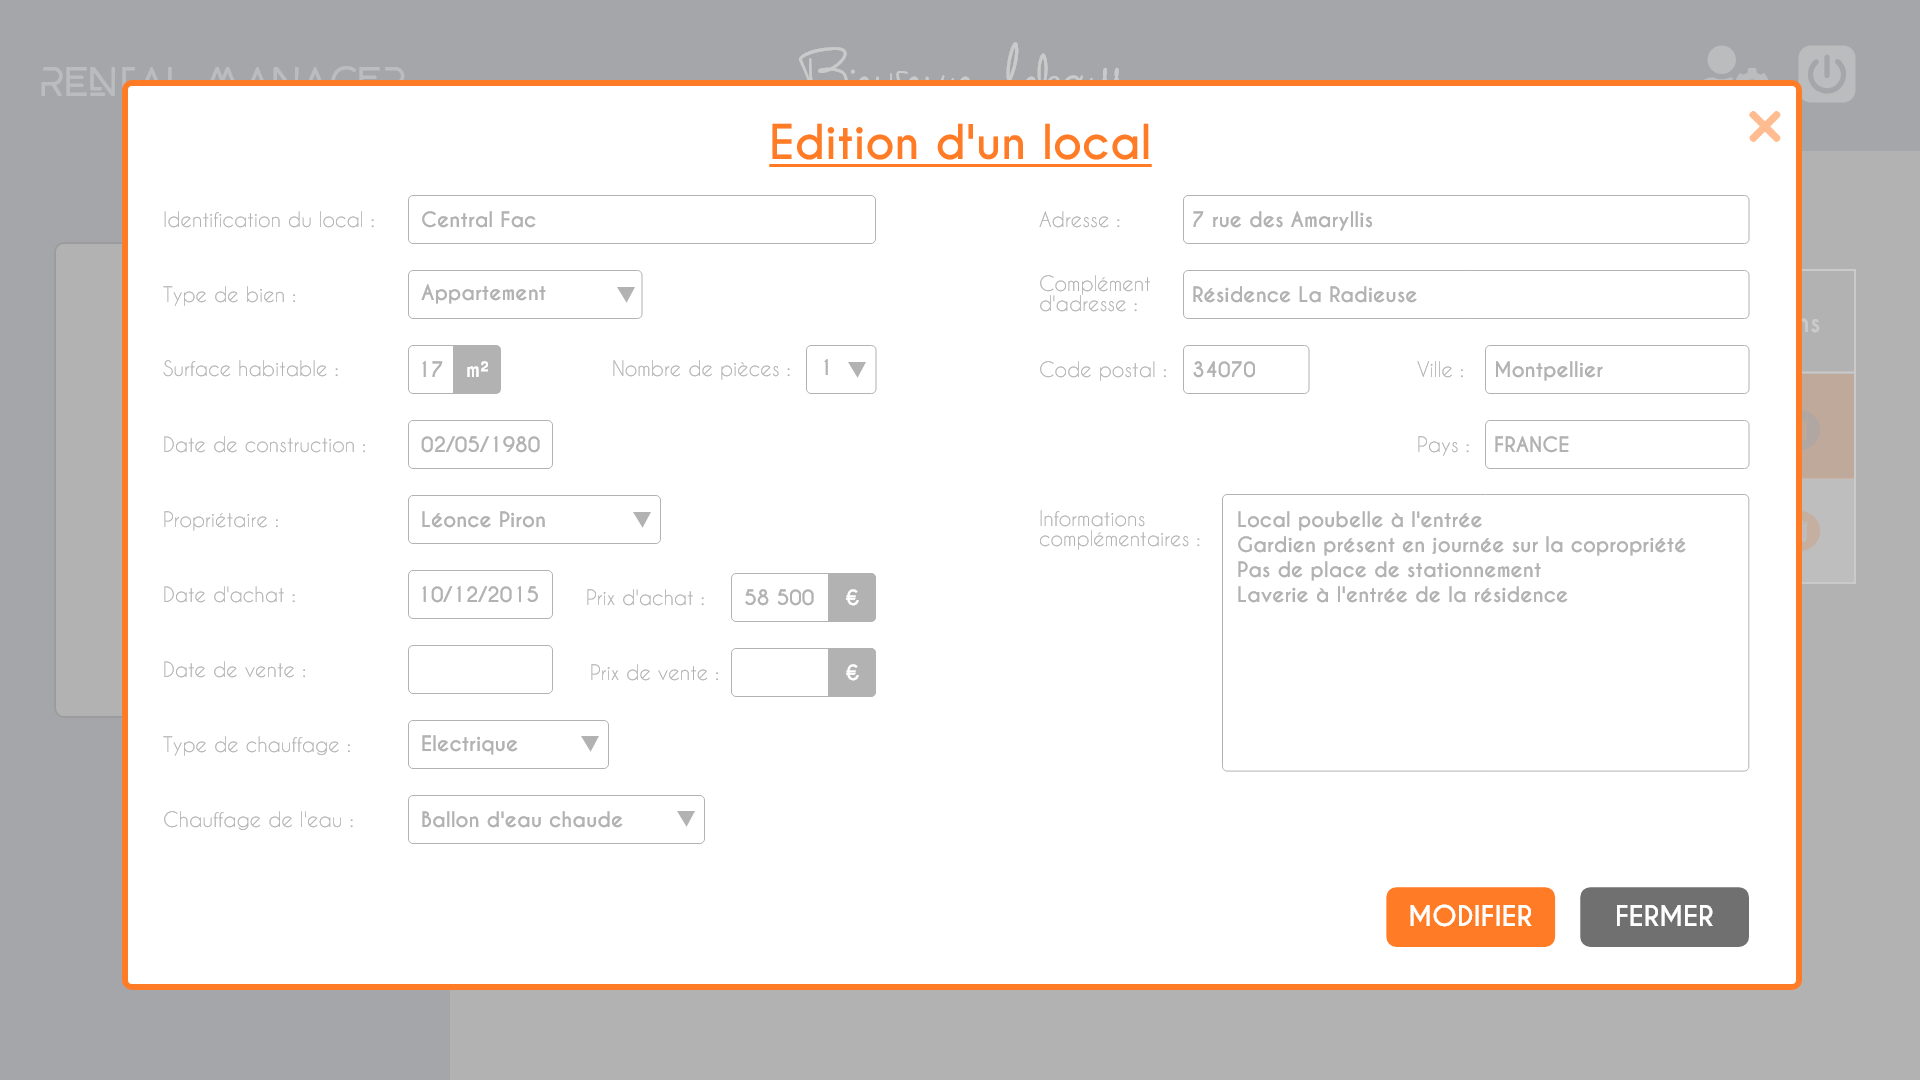 RENTAL MANAGER
Bienvenue
Edition d'un local
Identification du local : Central Fac
Type de bien : Appartement
Surface habitable : 17 m² Nombre de pièces : 1
Date de construction : 02/05/1980
Propriétaire : Léonce Piron
Date d'achat : 10/12/2015 Prix d'achat : 58 500 €
Date de vente : Prix de vente : €
Type de chauffage : Electrique
Chauffage de l'eau : Ballon d'eau chaude
Adresse : 7 rue des Amaryllis
Complément
d'adresse : Résidence La Radieuse
Code postal : 34070 Ville : Montpellier
Pays : FRANCE
Informations
complémentaires :
Local poubelle à l'entrée
Gardien présent en journée sur la copropriété
Pas de place de stationnement
Laverie à l'entrée de la résidence
MODIFIER FERMER